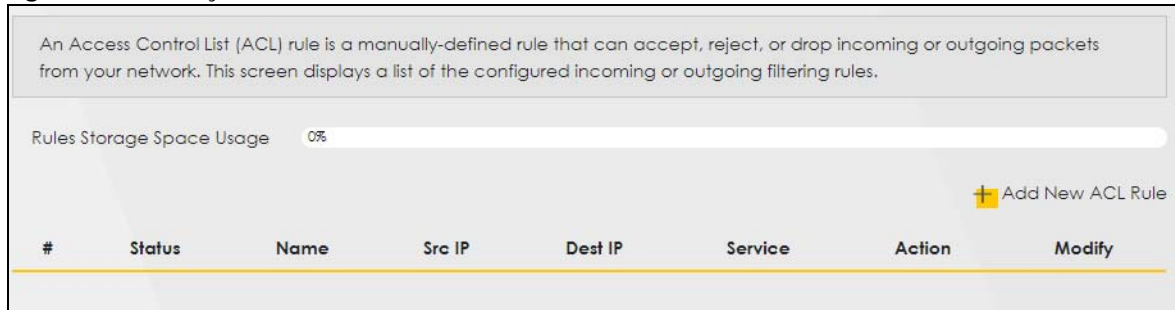 An Access Control List (ACL) rule is a manually-defined rule that can accept, reject, or drop incoming or outgoing packets
from your network. This screen displays a list of the configured incoming or outgoing filtering rules.
Rules Storage Space Usage 0%
+ Add New ACL Rule
# Status Name Src IP Dest IP Service Action Modify